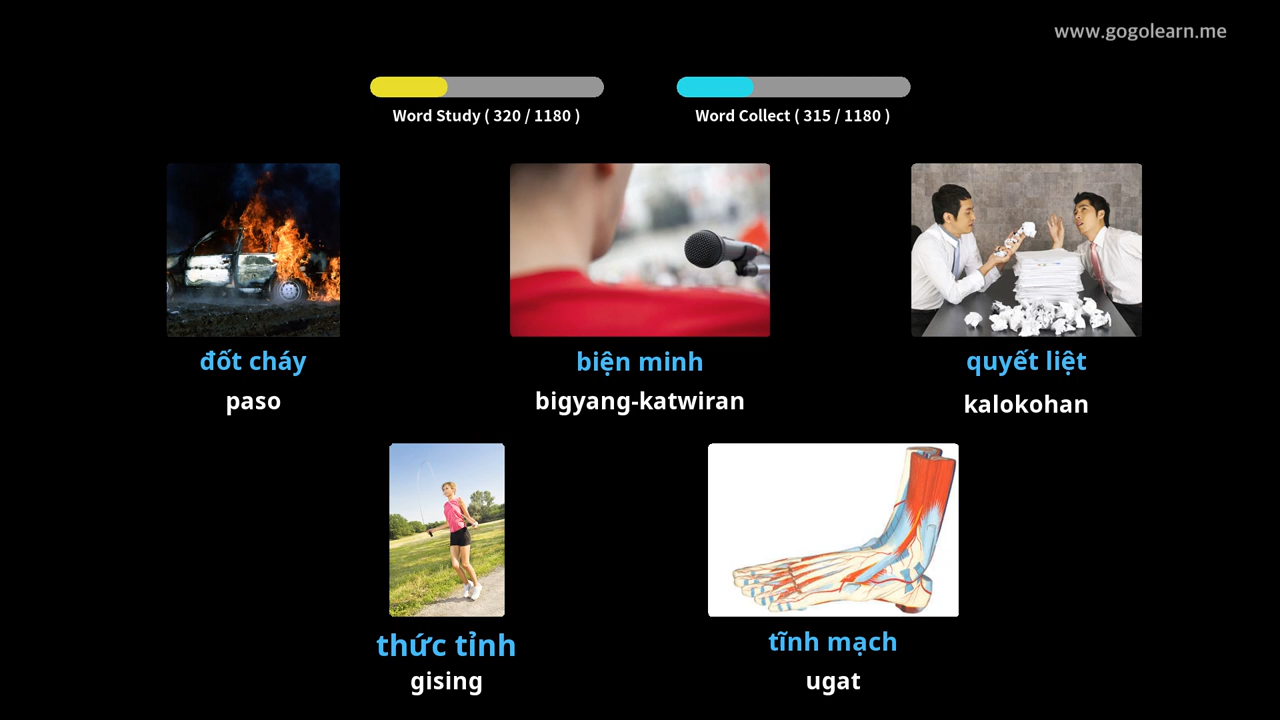 www.gogolearn.me
Word Study ( 320 / 1180 )
Word Collect ( 315 / 1180 )
đốt cháy
paso
biện minh
bigyang-katwiran
quyết liệt
kalokohan
thức tỉnh
gising
tĩnh mạch
ugat